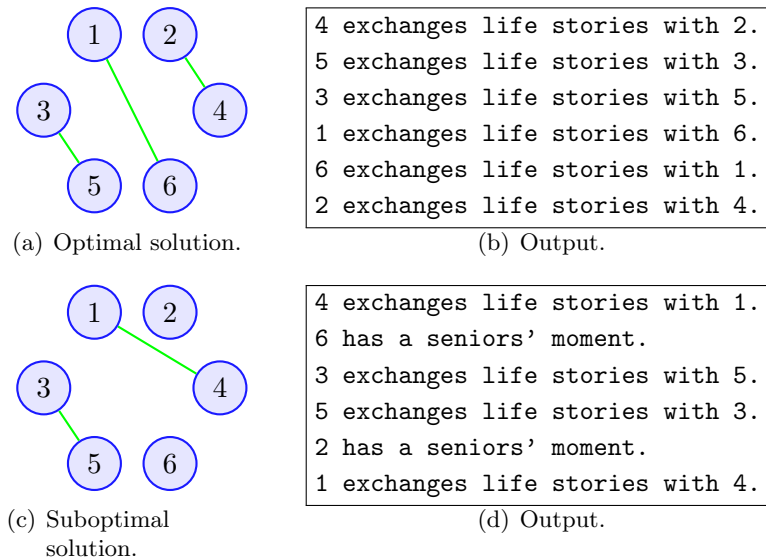 1 2
3 4
5 6
(a) Optimal solution.
4 exchanges life stories with 2.
5 exchanges life stories with 3.
3 exchanges life stories with 5.
1 exchanges life stories with 6.
6 exchanges life stories with 1.
2 exchanges life stories with 4.
(b) Output.
1 2
3 4
5 6
(c) Suboptimal
solution.
4 exchanges life stories with 1.
6 has a seniors' moment.
3 exchanges life stories with 5.
5 exchanges life stories with 3.
2 has a seniors' moment.
1 exchanges life stories with 4.
(d) Output.